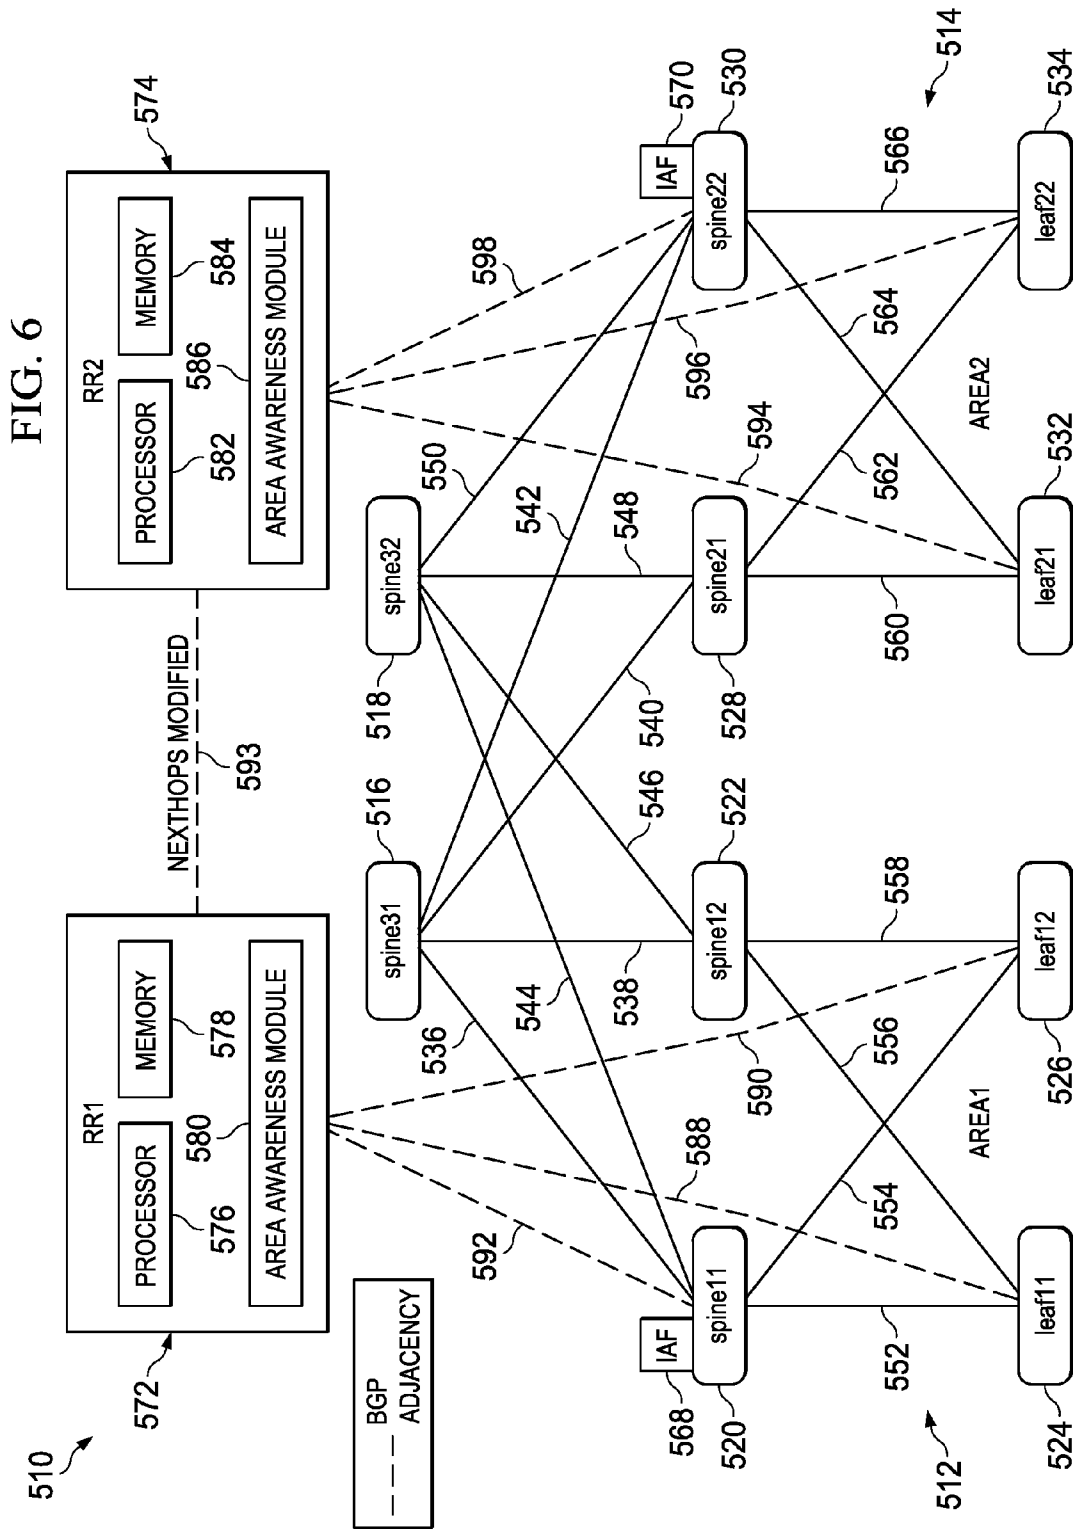 FIG. 6
510
572
RR1
PROCESSOR
MEMORY
576
580
578
AREA AWARENESS MODULE
NEXTHOPS MODIFIED
593
574
RR2
PROCESSOR
MEMORY
582
586
584
AREA AWARENESS MODULE
BGP
ADJACENCY
spine31
516
spine32
518
592
536
544
588
538
590
546
540
550
542
548
594
596
598
IAF
568
spine11
520
spine12
522
spine21
528
IAF
570
spine22
530
512
552
554
AREA1
556
558
560
562
AREA2
564
566
514
leaf11
524
leaf12
526
leaf21
532
leaf22
534